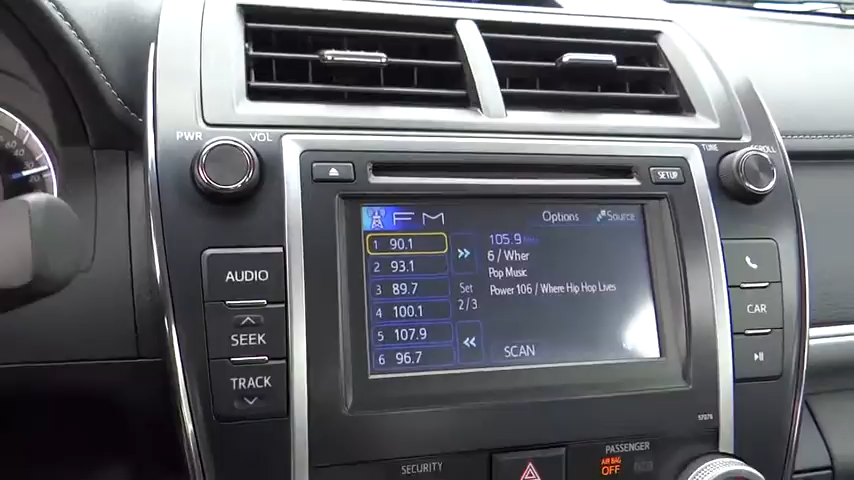 PWR VOL
TUNE SCROLL
SETUP
FM Options Source
1 90.1
2 93.1
3 89.7
4 100.1
5 107.9
6 96.7
105.9
6/Wher
Pop Music
Power 106/Where Hip Hop Lives
Set
2/3
SCAN
AUDIO
SEEK
TRACK
CAR
57076
SECURITY
PASSENGER
AIR BAG
OFF